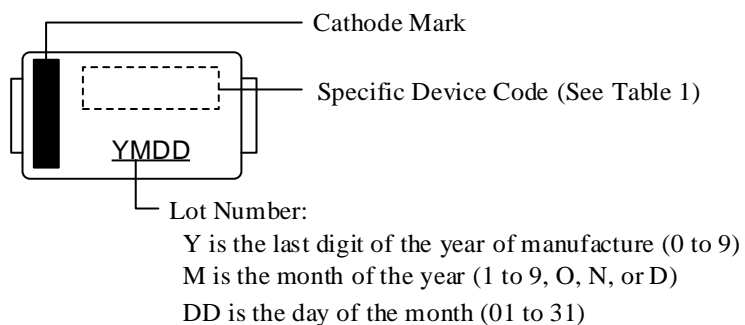 Cathode Mark
Specific Device Code (See Table 1)
YMDD
Lot Number:
Y is the last digit of the year of manufacture (0 to 9)
M is the month of the year (1 to 9, O, N, or D)
DD is the day of the month (01 to 31)